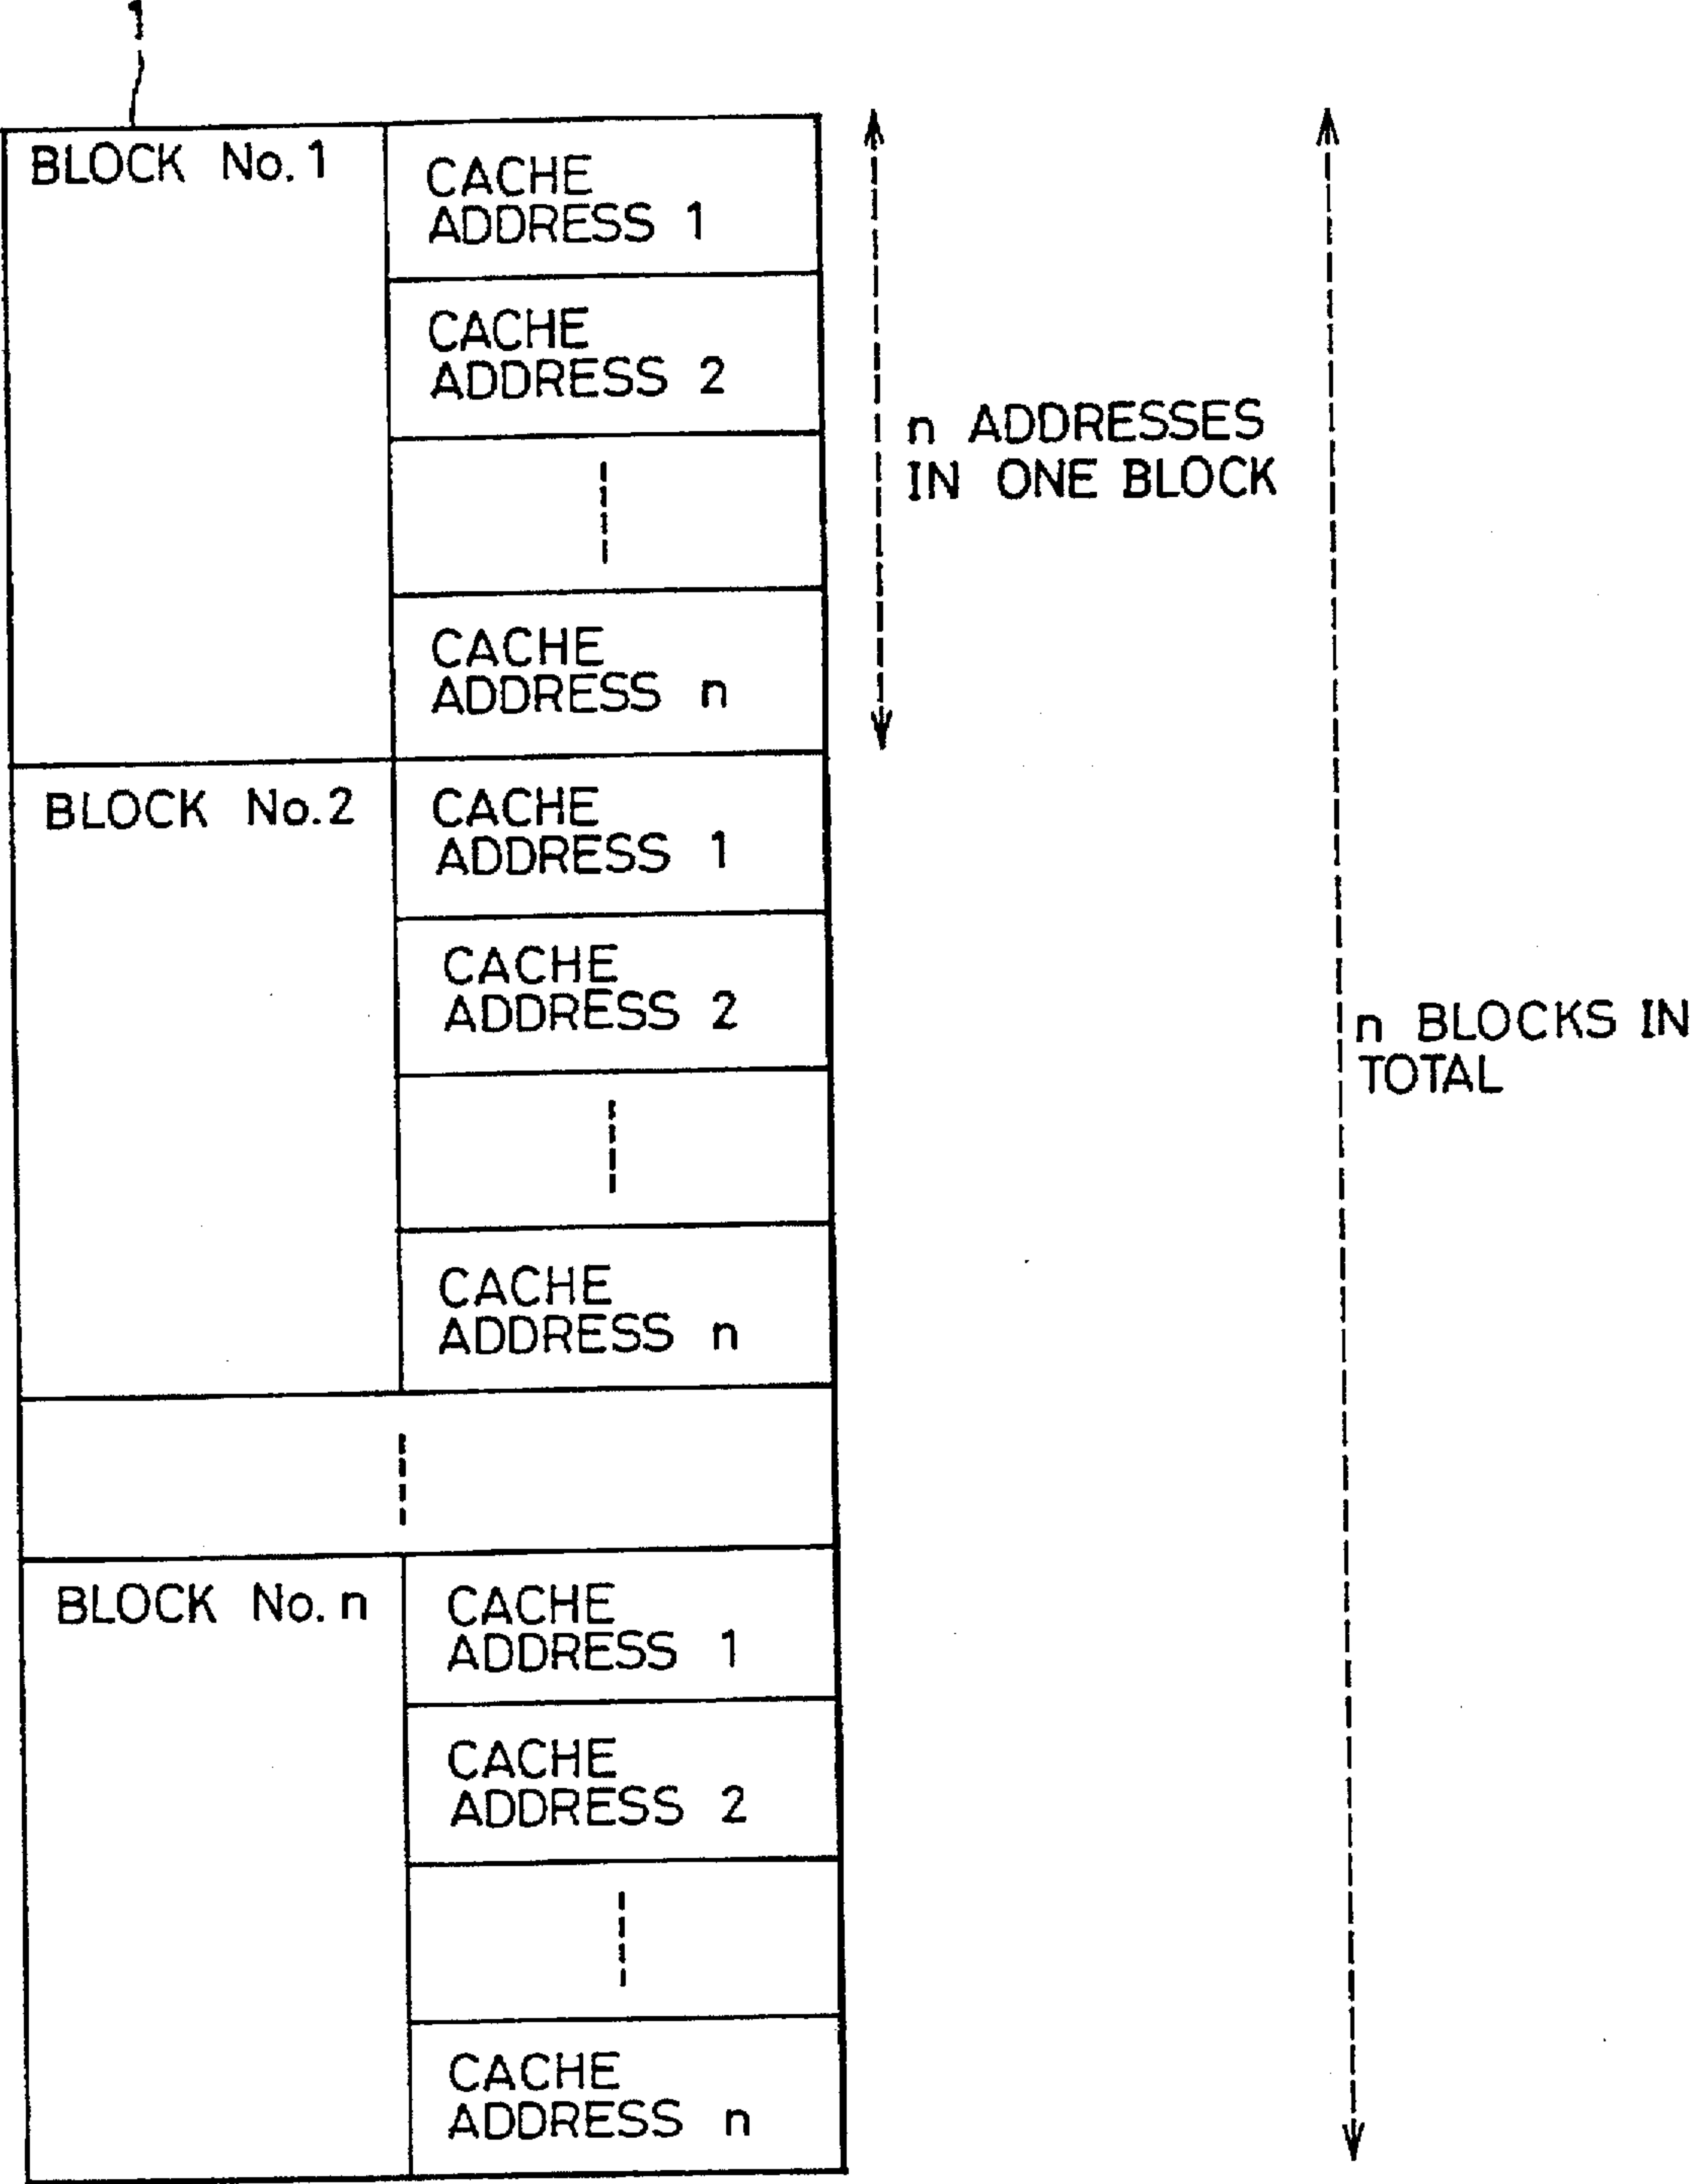 1
BLOCK No. 1
CACHE
ADDRESS 1
CACHE
ADDRESS 2
CACHE
ADDRESS n
n ADDRESSES
IN ONE BLOCK
BLOCK No. 2
CACHE
ADDRESS 1
CACHE
ADDRESS 2
CACHE
ADDRESS n
n BLOCKS IN
TOTAL
BLOCK No. n
CACHE
ADDRESS 1
CACHE
ADDRESS 2
CACHE
ADDRESS n